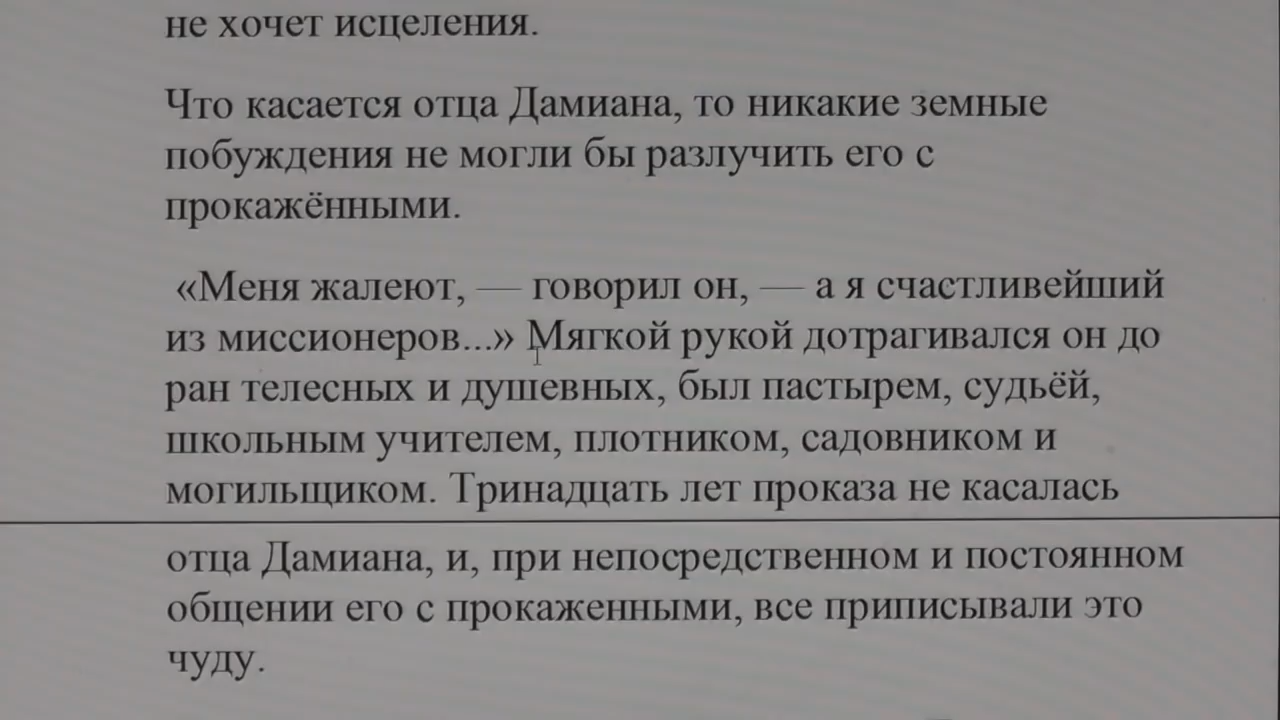 не хочет исцеления.
Что касается отца Дамиана, то никакие земные
побуждения не могли бы разлучить его с
прокажёнными.
«Меня жалеют, — говорил он, — а я счастливейший
из миссионеров...» Мягкой рукой дотрагивался он до
ран телесных и душевных, был пастырем, судьёй,
школьным учителем, плотником, садовником и
могильщиком. Тринадцать лет проказа не касалась
отца Дамиана, и, при непосредственном и постоянном
общении его с прокаженными, все приписывали это
чуду.